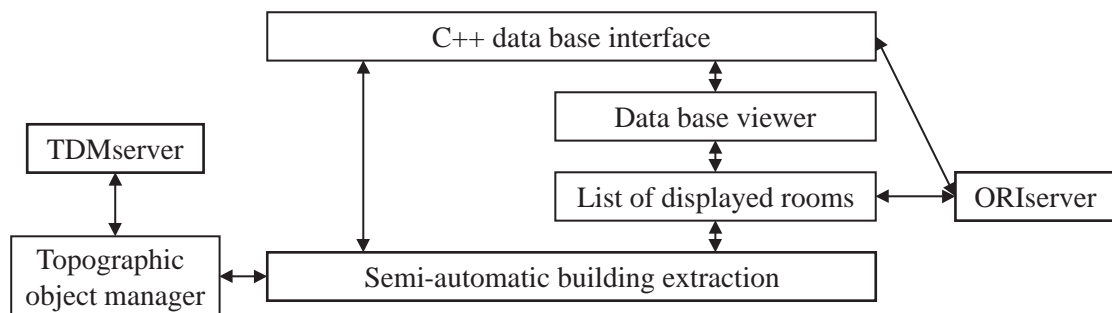 C++ data base interface
Data base viewer
TDMserver
List of displayed rooms
ORIserver
Topographic
object manager
Semi-automatic building extraction